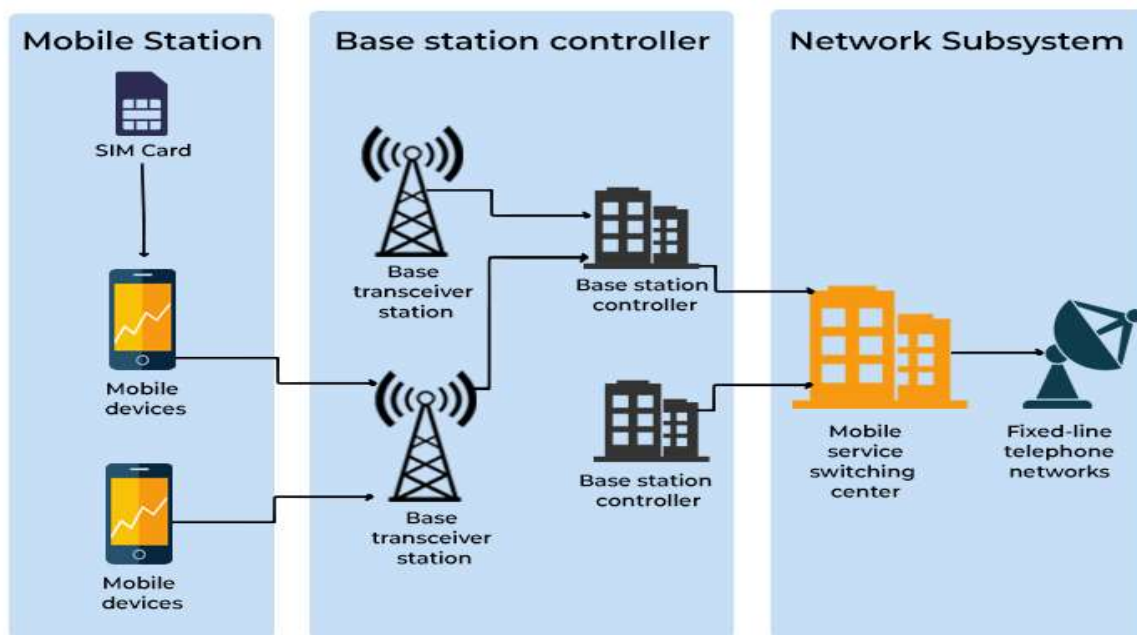 Mobile Station
SIM Card
Mobile
devices
Mobile
devices
Base station controller
Base
transceiver
station
Base
transceiver
station
Base station
controller
Base station
controller
Network Subsystem
Mobile
service
switching
center
Fixed-line
telephone
networks